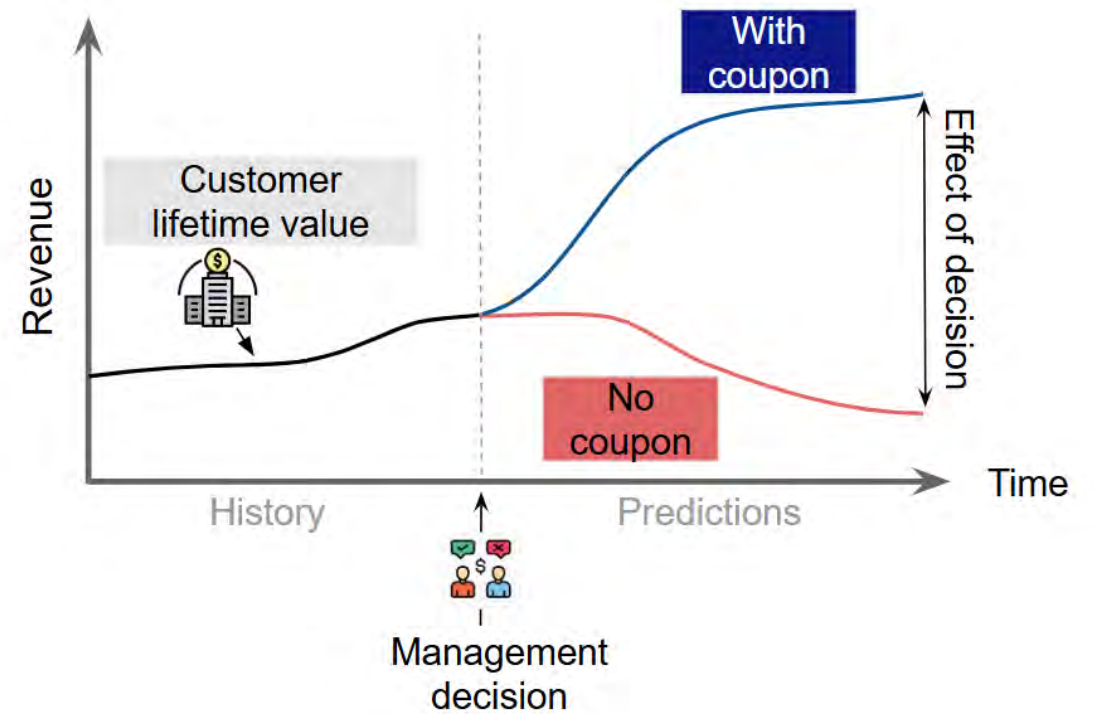 With
coupon
Customer
lifetime value
$
Revenue
Effect of decision
No
coupon
Time
History
Predictions
$
Management
decision